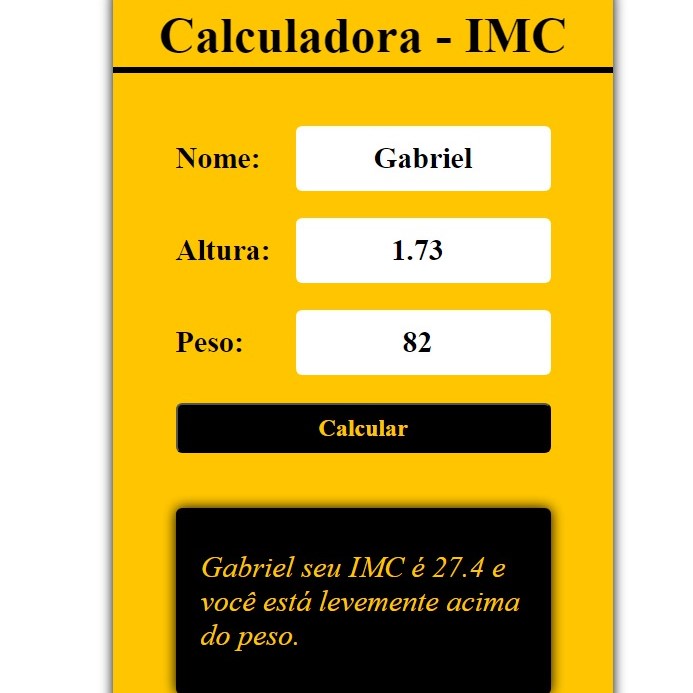 Calculadora - IMC
Nome: Gabriel
Altura: 1.73
Peso: 82
Calcular
Gabriel seu IMC é 27.4 e
você está levemente acima
do peso.